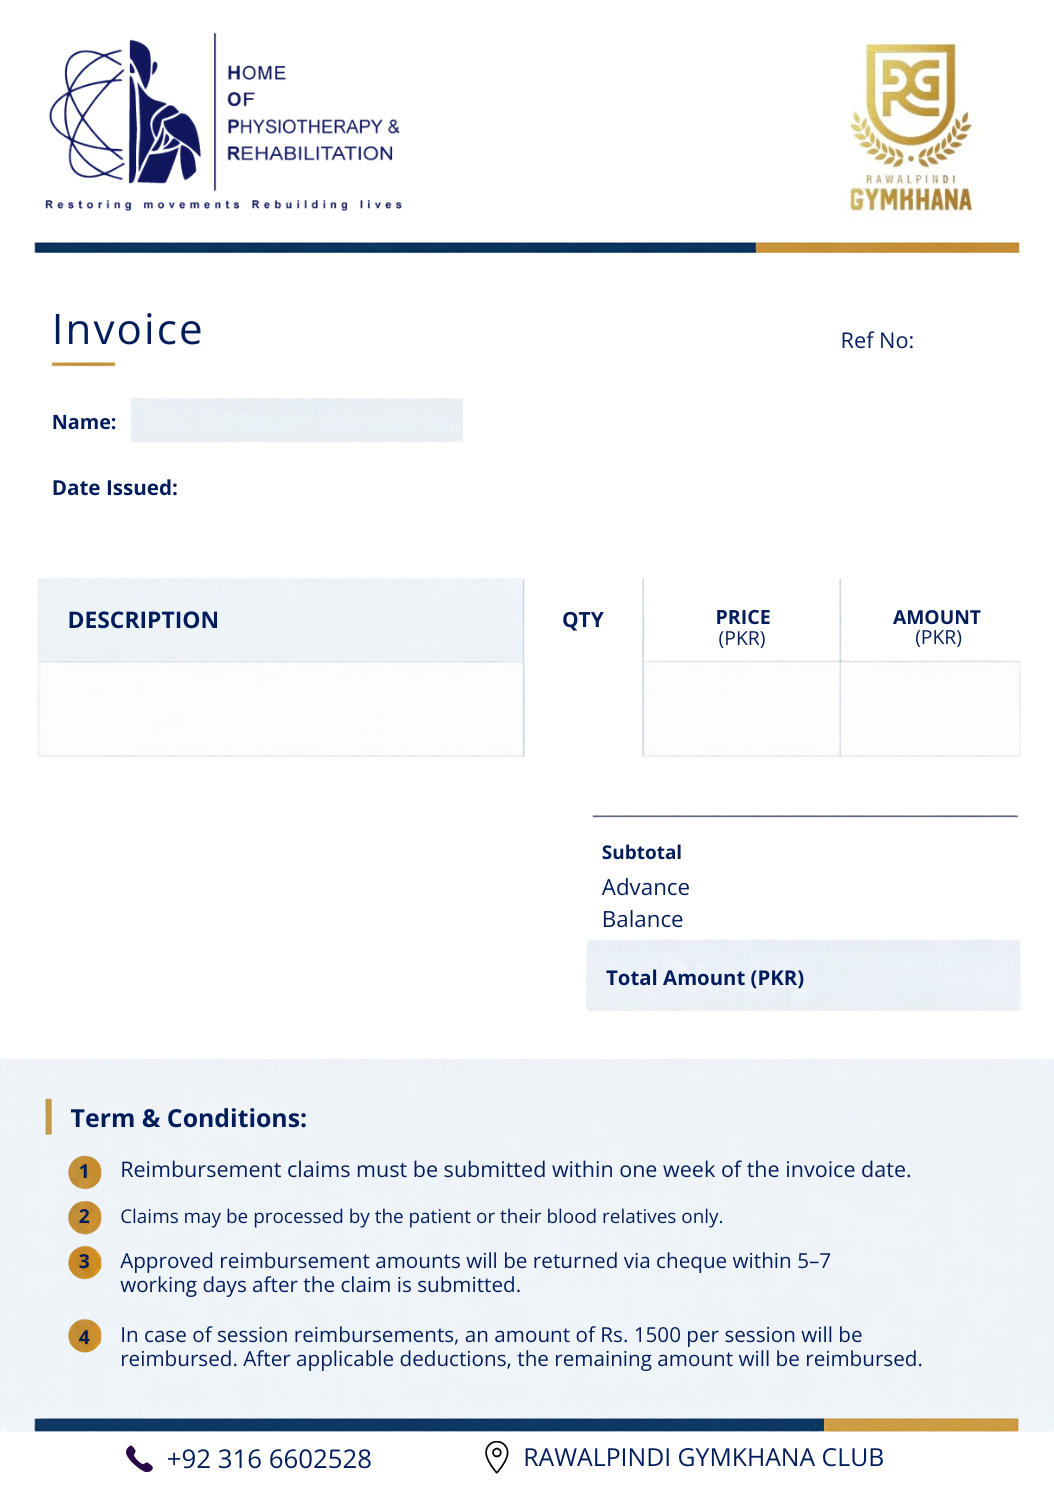 HOME
OF
PHYSIOTHERAPY &
REHABILITATION
Restoring movements Rebuilding lives
RG
RAWALPINDI
GYMKHANA
Invoice
Ref No:
Name:
Date Issued:
DESCRIPTION QTY PRICE (PKR) AMOUNT (PKR)
Subtotal
Advance
Balance
Total Amount (PKR)
Term & Conditions:
1 Reimbursement claims must be submitted within one week of the invoice date.
2 Claims may be processed by the patient or their blood relatives only.
3 Approved reimbursement amounts will be returned via cheque within 5–7
working days after the claim is submitted.
4 In case of session reimbursements, an amount of Rs. 1500 per session will be
reimbursed. After applicable deductions, the remaining amount will be reimbursed.
+92 316 6602528 RAWALPINDI GYMKHANA CLUB